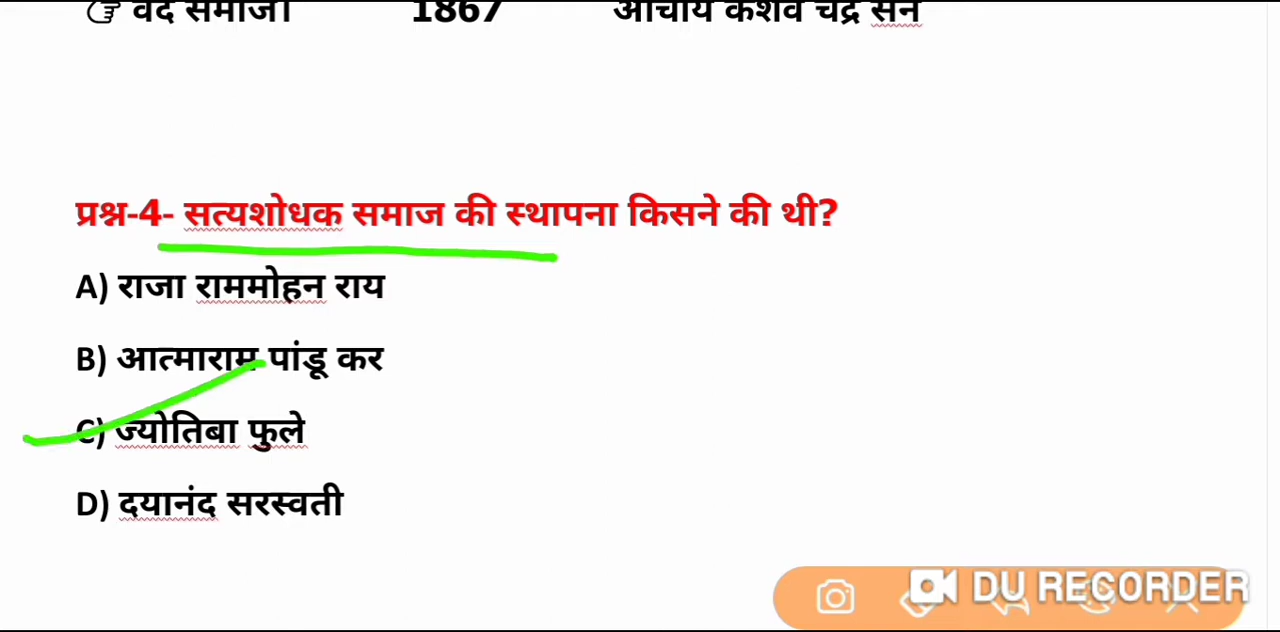 ☞ वेद समाज। 1867 आचार्य केशव चंद्र सेन
प्रश्न-4- सत्यशोधक समाज की स्थापना किसने की थी?
A) राजा राममोहन राय
B) आत्माराम पांडू कर
C) ज्योतिबा फुले
D) दयानंद सरस्वती
DU RECORDER